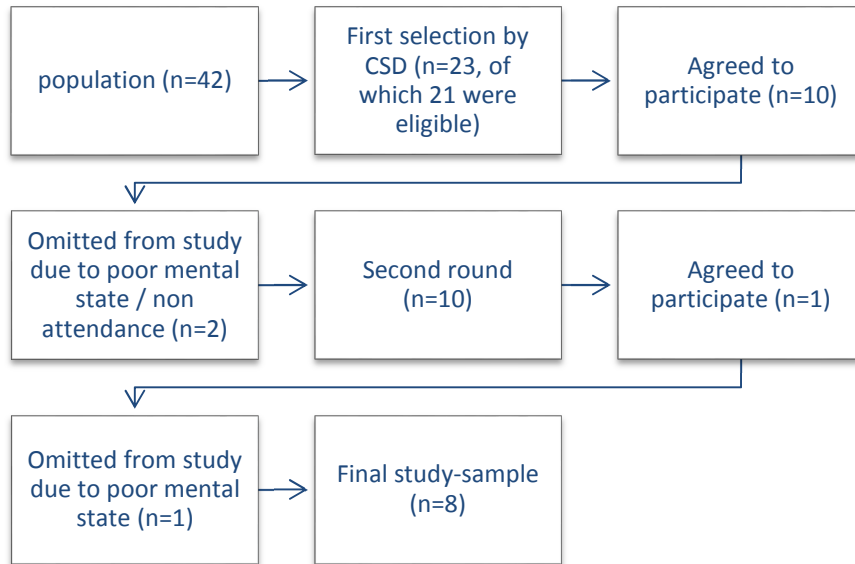 population (n=42)
First selection by
CSD (n=23, of
which 21 were
eligible)
Agreed to
participate (n=10)
Omitted from study
due to poor mental
state / non
attendance (n=2)
Second round
(n=10)
Agreed to
participate (n=1)
Omitted from study
due to poor mental
state (n=1)
Final study-sample
(n=8)